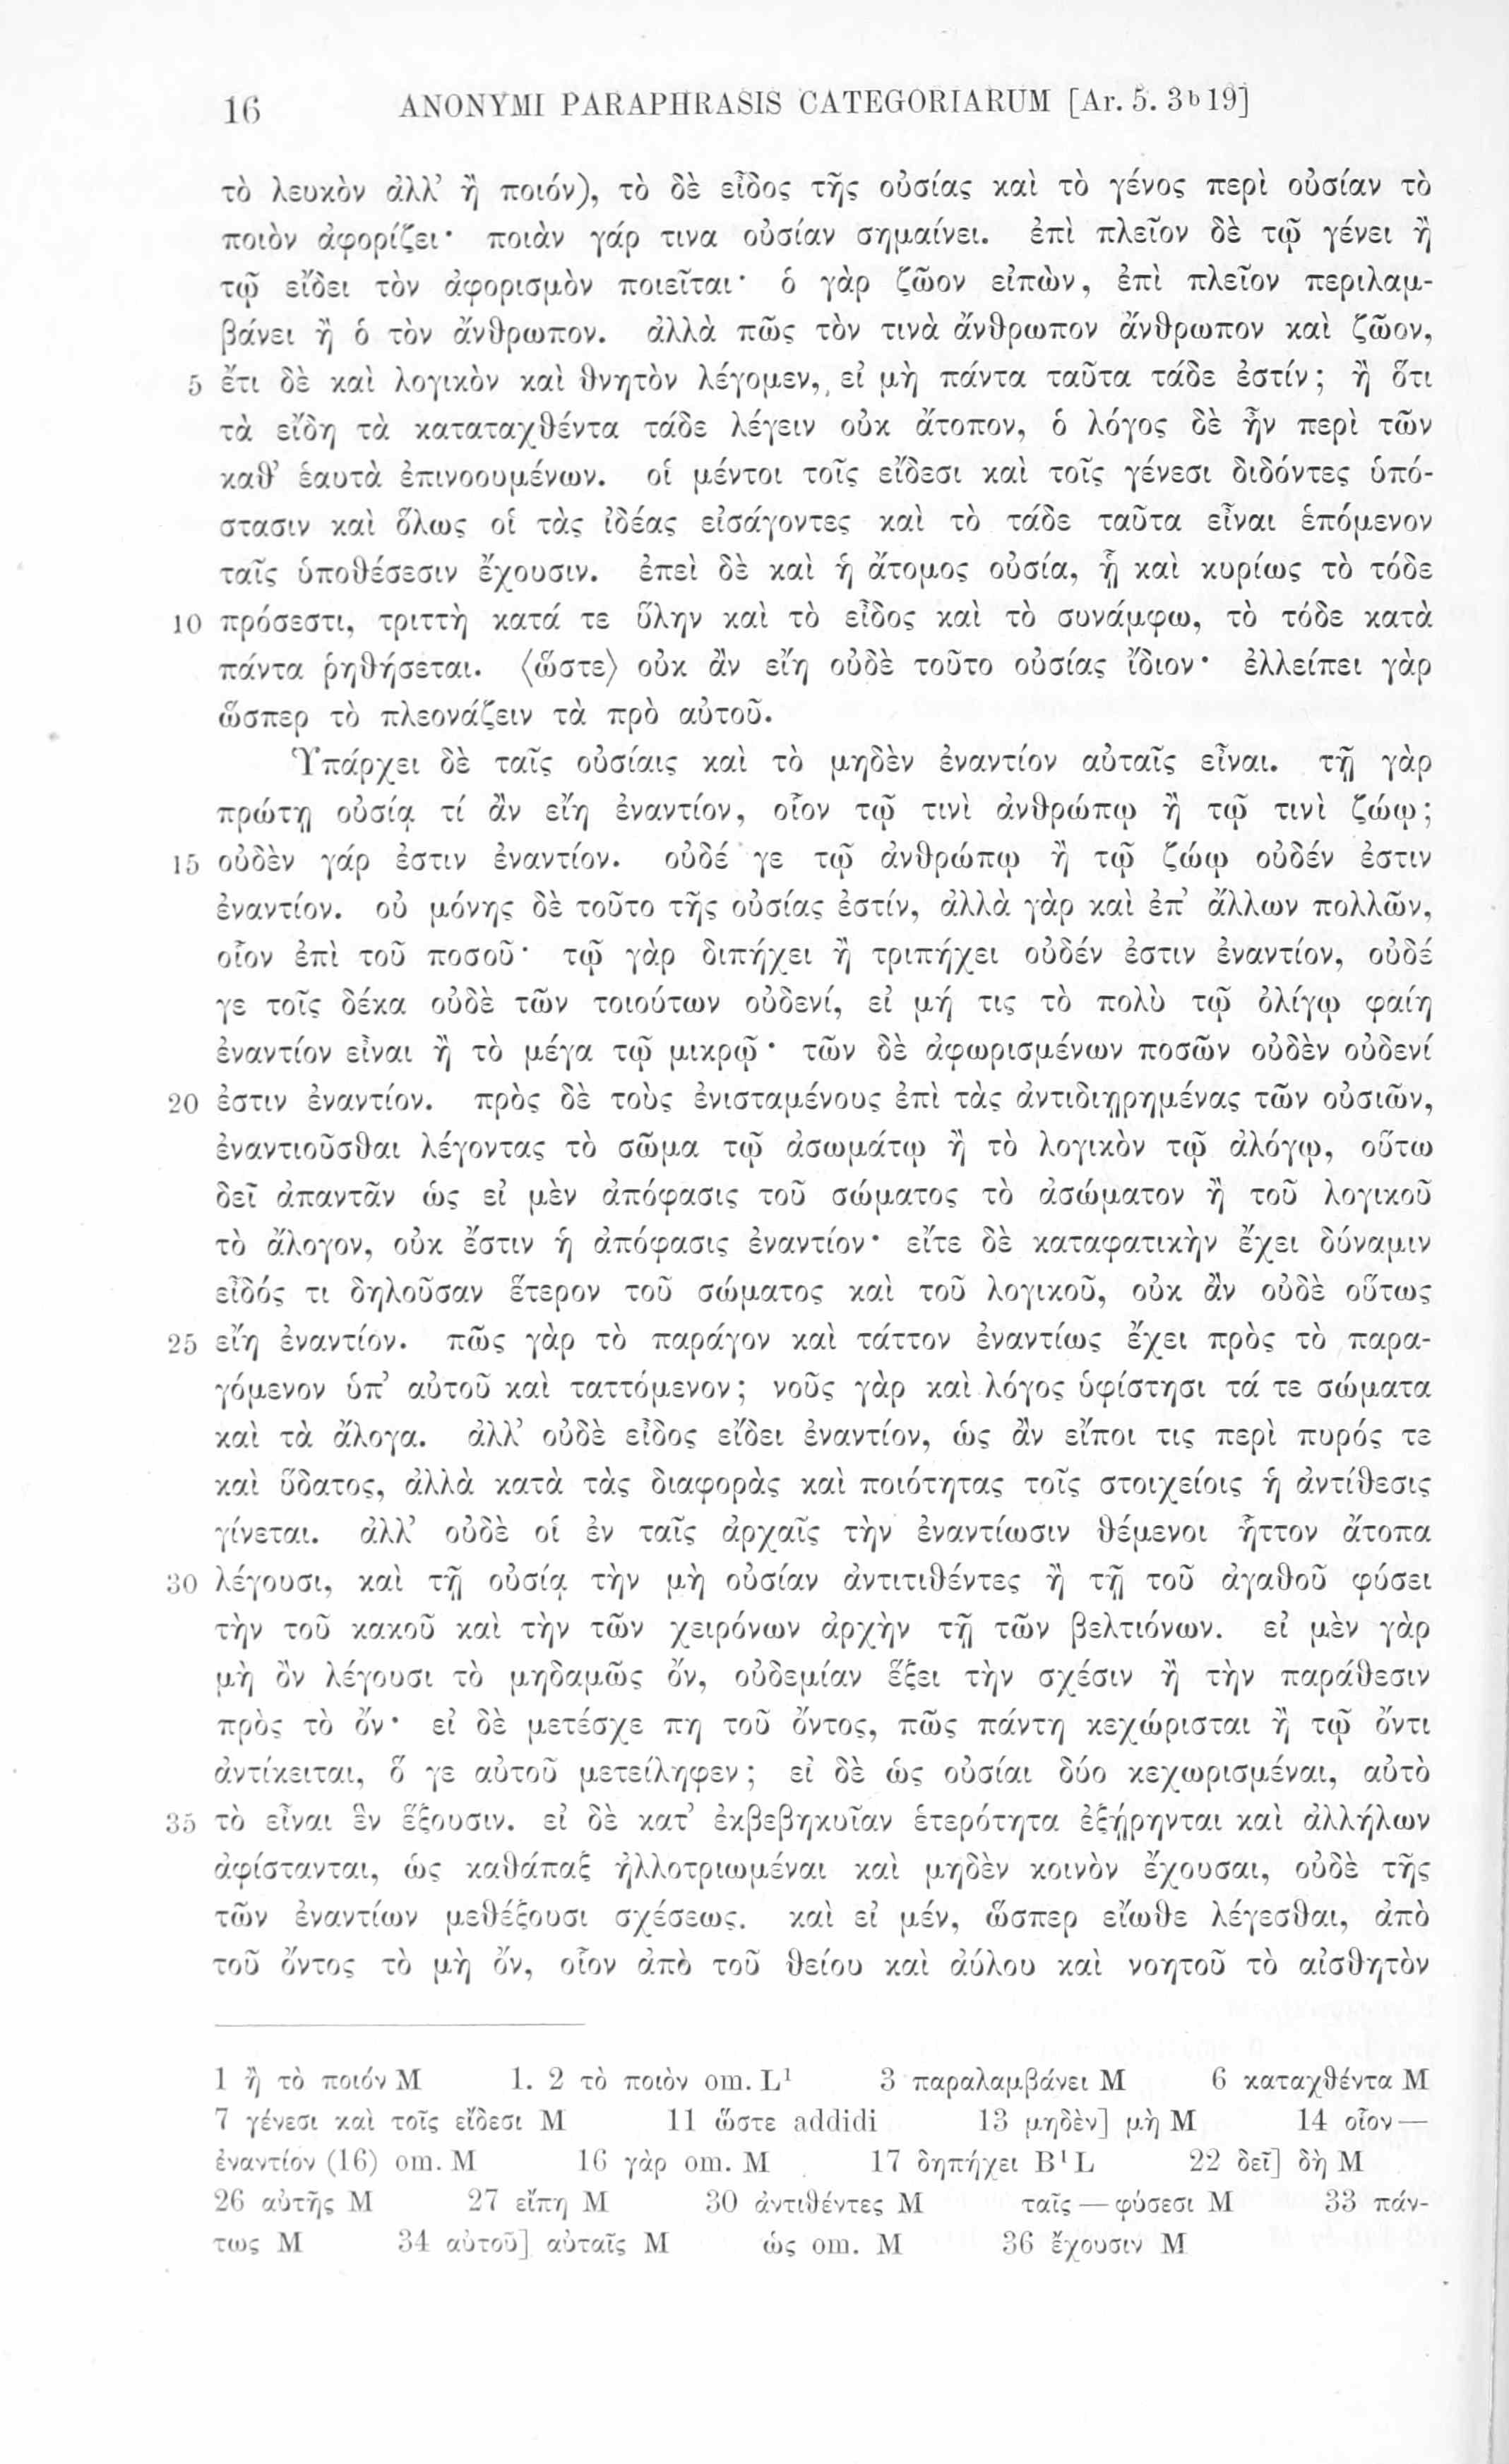 16 ANONYMI PARAPHRASIS CATEGORIARUM [Ar. 5. 3b19]
τὸ λευκὸν ἀλλ’ ἢ ποιόν), τὸ δὲ εἶδος τῆς οὐσίας καὶ τὸ γένος περὶ οὐσίαν τὸ
ποιὸν ἀφορίζει· ποιὰν γάρ τινα οὐσίαν σημαίνει. ἐπὶ πλεῖον δὲ τῷ γένει ἢ
τῷ εἴδει τὸν ἀφορισμὸν ποιεῖται· ὁ γὰρ ζῷον εἰπών, ἐπὶ πλεῖον περιλαμ-
βάνει ἢ ὁ τὸν ἄνθρωπον. ἀλλὰ πῶς τὸν τινὰ ἄνθρωπον ἄνθρωπον καὶ ζῷον,
5 ἔτι δὲ καὶ λογικὸν καὶ θνητὸν λέγομεν, εἰ μὴ πάντα ταῦτα τάδε ἐστίν; ἢ ὅτι
τὰ εἴδη τὰ καταταχθέντα τάδε λέγειν οὐκ ἄτοπον, ὁ λόγος δὲ ἦν περὶ τῶν
καθ’ ἑαυτὰ ἐπινοουμένων. οἱ μέντοι τοῖς εἴδεσι καὶ τοῖς γένεσι διδόντες ὑπό-
στασιν καὶ ὅλως οἱ τὰς ἰδέας εἰσάγοντες καὶ τὸ τάδε ταῦτα εἶναι ἑπόμενον
ταῖς ὑποθέσεσιν ἔχουσιν. ἐπεὶ δὲ καὶ ἡ ἄτομος οὐσία, ᾗ καὶ κυρίως τὸ τόδε
10 πρόσεστι, τριττὴ κατά τε ὕλην καὶ τὸ εἶδος καὶ τὸ συνάμφω, τὸ τόδε κατὰ
πάντα ῥηθήσεται. ⟨ὥστε⟩ οὐκ ἂν εἴη οὐδὲ τοῦτο οὐσίας ἴδιον· ἐλλείπει γὰρ
ὥσπερ τὸ πλεονάζειν τὰ πρὸ αὐτοῦ.
Ὑπάρχει δὲ ταῖς οὐσίαις καὶ τὸ μηδὲν ἐναντίον αὐταῖς εἶναι. τῇ γὰρ
πρώτῃ οὐσίᾳ τί ἂν εἴη ἐναντίον, οἷον τῷ τινὶ ἀνθρώπῳ ἢ τῷ τινὶ ζώῳ;
15 οὐδὲν γάρ ἐστιν ἐναντίον. οὐδέ γε τῷ ἀνθρώπῳ ἢ τῷ ζώῳ οὐδέν ἐστιν
ἐναντίον. οὐ μόνης δὲ τοῦτο τῆς οὐσίας ἐστίν, ἀλλὰ γὰρ καὶ ἐπ’ ἄλλων πολλῶν,
οἷον ἐπὶ τοῦ ποσοῦ· τῷ γὰρ διπήχει ἢ τριπήχει οὐδέν ἐστιν ἐναντίον, οὐδέ
γε τοῖς δέκα οὐδὲ τῶν τοιούτων οὐδενί, εἰ μή τις τὸ πολὺ τῷ ὀλίγῳ φαίη
ἐναντίον εἶναι ἢ τὸ μέγα τῷ μικρῷ· τῶν δὲ ἀφωρισμένων ποσῶν οὐδὲν οὐδενί
20 ἐστιν ἐναντίον. πρὸς δὲ τοὺς ἐνισταμένους ἐπὶ τὰς ἀντιδιῃρημένας τῶν οὐσιῶν,
ἐναντιοῦσθαι λέγοντας τὸ σῶμα τῷ ἀσωμάτῳ ἢ τὸ λογικὸν τῷ ἀλόγῳ, οὕτω
δεῖ ἀπαντᾶν ὡς εἰ μὲν ἀπόφασις τοῦ σώματος τὸ ἀσώματον ἢ τοῦ λογικοῦ
τὸ ἄλογον, οὐκ ἔστιν ἡ ἀπόφασις ἐναντίον· εἴτε δὲ καταφατικὴν ἔχει δύναμιν
εἶδός τι δηλοῦσαν ἕτερον τοῦ σώματος καὶ τοῦ λογικοῦ, οὐκ ἂν οὐδὲ οὕτως
25 εἴη ἐναντίον. πῶς γὰρ τὸ παράγον καὶ τάττον ἐναντίως ἔχει πρὸς τὸ παρα-
γόμενον ὑπ’ αὐτοῦ καὶ ταττόμενον; νοῦς γὰρ καὶ λόγος ὑφίστησι τά τε σώματα
καὶ τὰ ἄλογα. ἀλλ’ οὐδὲ εἶδος εἴδει ἐναντίον, ὡς ἂν εἴποι τις περὶ πυρός τε
καὶ ὕδατος, ἀλλὰ κατὰ τὰς διαφορὰς καὶ ποιότητας τοῖς στοιχείοις ἡ ἀντίθεσις
γίνεται. ἀλλ’ οὐδὲ οἱ ἐν ταῖς ἀρχαῖς τὴν ἐναντίωσιν θέμενοι ἧττον ἄτοπα
30 λέγουσι, καὶ τῇ οὐσίᾳ τὴν μὴ οὐσίαν ἀντιτιθέντες ἢ τῇ τοῦ ἀγαθοῦ φύσει
τὴν τοῦ κακοῦ καὶ τὴν τῶν χειρόνων ἀρχὴν τῇ τῶν βελτιόνων. εἰ μὲν γὰρ
μὴ ὂν λέγουσι τὸ μηδαμῶς ὄν, οὐδεμίαν ἕξει τὴν σχέσιν ἢ τὴν παράθεσιν
πρὸς τὸ ὄν· εἰ δὲ μετέσχε πη τοῦ ὄντος, πῶς πάντη κεχώρισται ἢ τῷ ὄντι
ἀντίκειται, ὅ γε αὐτοῦ μετείληφεν; εἰ δὲ ὡς οὐσίαι δύο κεχωρισμέναι, αὐτὸ
35 τὸ εἶναι ἓν ἕξουσιν. εἰ δὲ κατ’ ἐκβεβηκυῖαν ἑτερότητα ἐξῄρηνται καὶ ἀλλήλων
ἀφίστανται, ὡς καθάπαξ ἠλλοτριωμέναι καὶ μηδὲν κοινὸν ἔχουσαι, οὐδὲ τῆς
τῶν ἐναντίων μεθέξουσι σχέσεως. καὶ εἰ μέν, ὥσπερ εἴωθε λέγεσθαι, ἀπὸ
τοῦ ὄντος τὸ μὴ ὄν, οἷον ἀπὸ τοῦ θείου καὶ ἀύλου καὶ νοητοῦ τὸ αἰσθητὸν
1 ἢ τὸ ποιόν M 1. 2 τὸ ποιὸν om. L¹ 3 παραλαμβάνει M 6 καταχθέντα M
7 γένεσι καὶ τοῖς εἴδεσι M 11 ὥστε addidi 13 μηδὲν] μὴ M 14 οἷον —
ἐναντίον (16) om. M 16 γὰρ om. M 17 δηπήχει B¹L 22 δεῖ] δὴ M
26 αὐτῆς M 27 εἴπῃ M 30 ἀντιθέντες M ταῖς — φύσεσι M 33 πάν-
τως M 34 αὐτοῦ] αὐταῖς M ὡς om. M 36 ἔχουσιν M